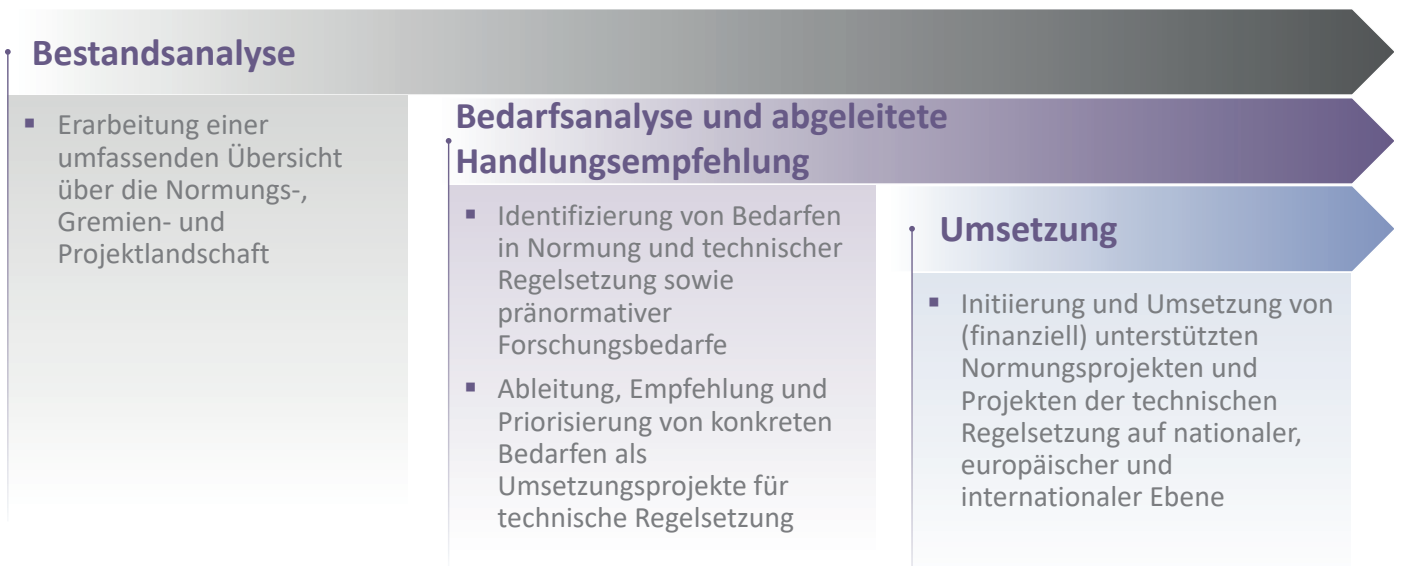 Bestandsanalyse
▪ Erarbeitung einer
umfassenden Übersicht
über die Normungs-,
Gremien- und
Projektlandschaft
Bedarfsanalyse und abgeleitete
Handlungsempfehlung
▪ Identifizierung von Bedarfen
in Normung und technischer
Regelsetzung sowie
pränormativer
Forschungsbedarfe
▪ Ableitung, Empfehlung und
Priorisierung von konkreten
Bedarfen als
Umsetzungsprojekte für
technische Regelsetzung
Umsetzung
▪ Initiierung und Umsetzung von
(finanziell) unterstützten
Normungsprojekten und
Projekten der technischen
Regelsetzung auf nationaler,
europäischer und
internationaler Ebene